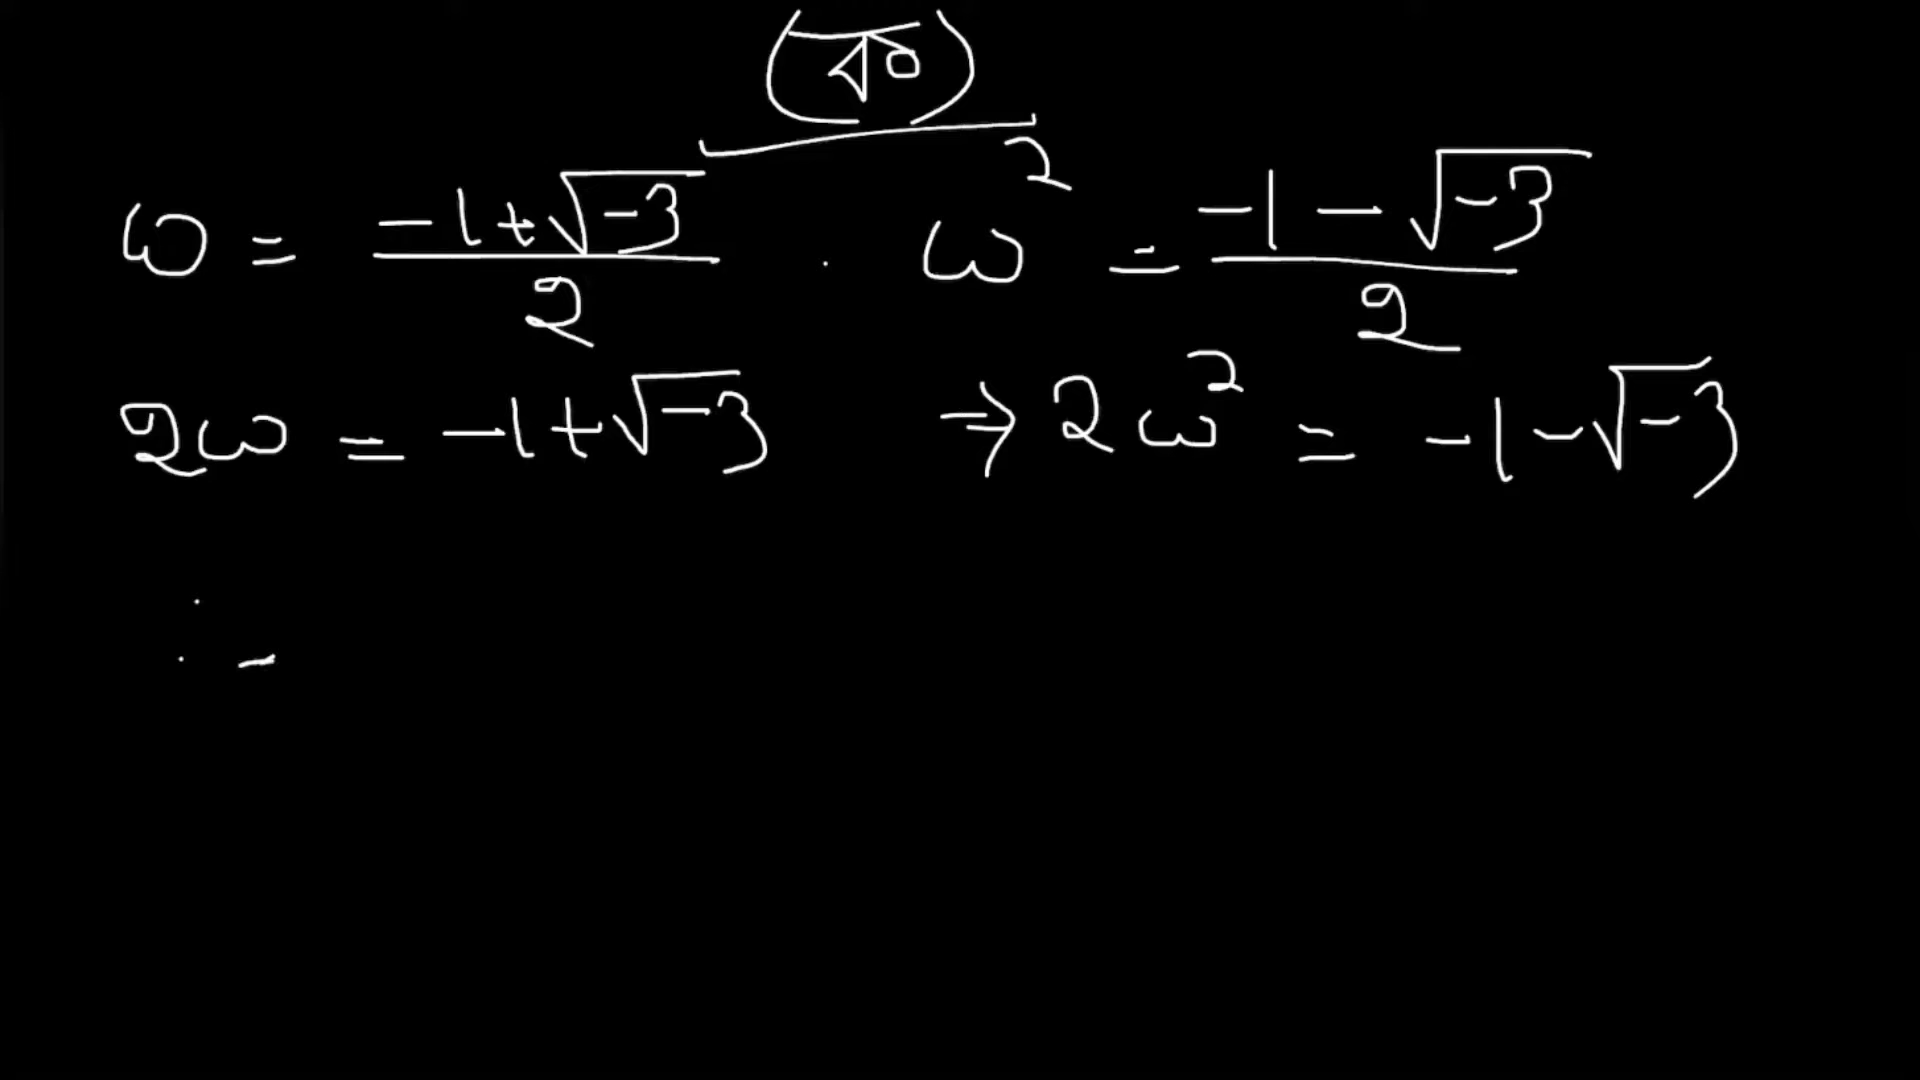 (ক)
ω = (-1+√-3)/2 . ω² = (-1-√-3)/2
2ω = -1+√-3 ⇒ 2ω² = -1-√-3